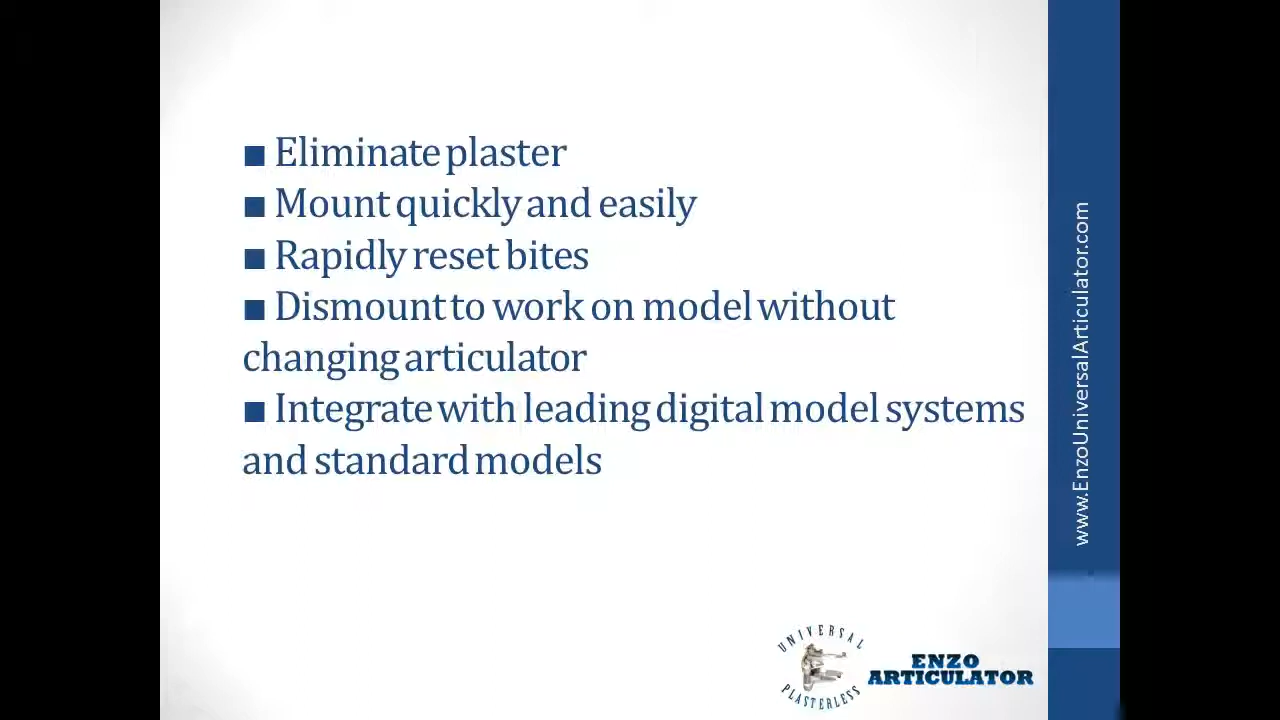 ■ Eliminate plaster
■ Mount quickly and easily
■ Rapidly reset bites
■ Dismount to work on model without
changing articulator
■ Integrate with leading digital model systems
and standard models
www.EnzoUniversalArticulator.com
UNIVERSAL
PLASTERLESS
ENZO
ARTICULATOR